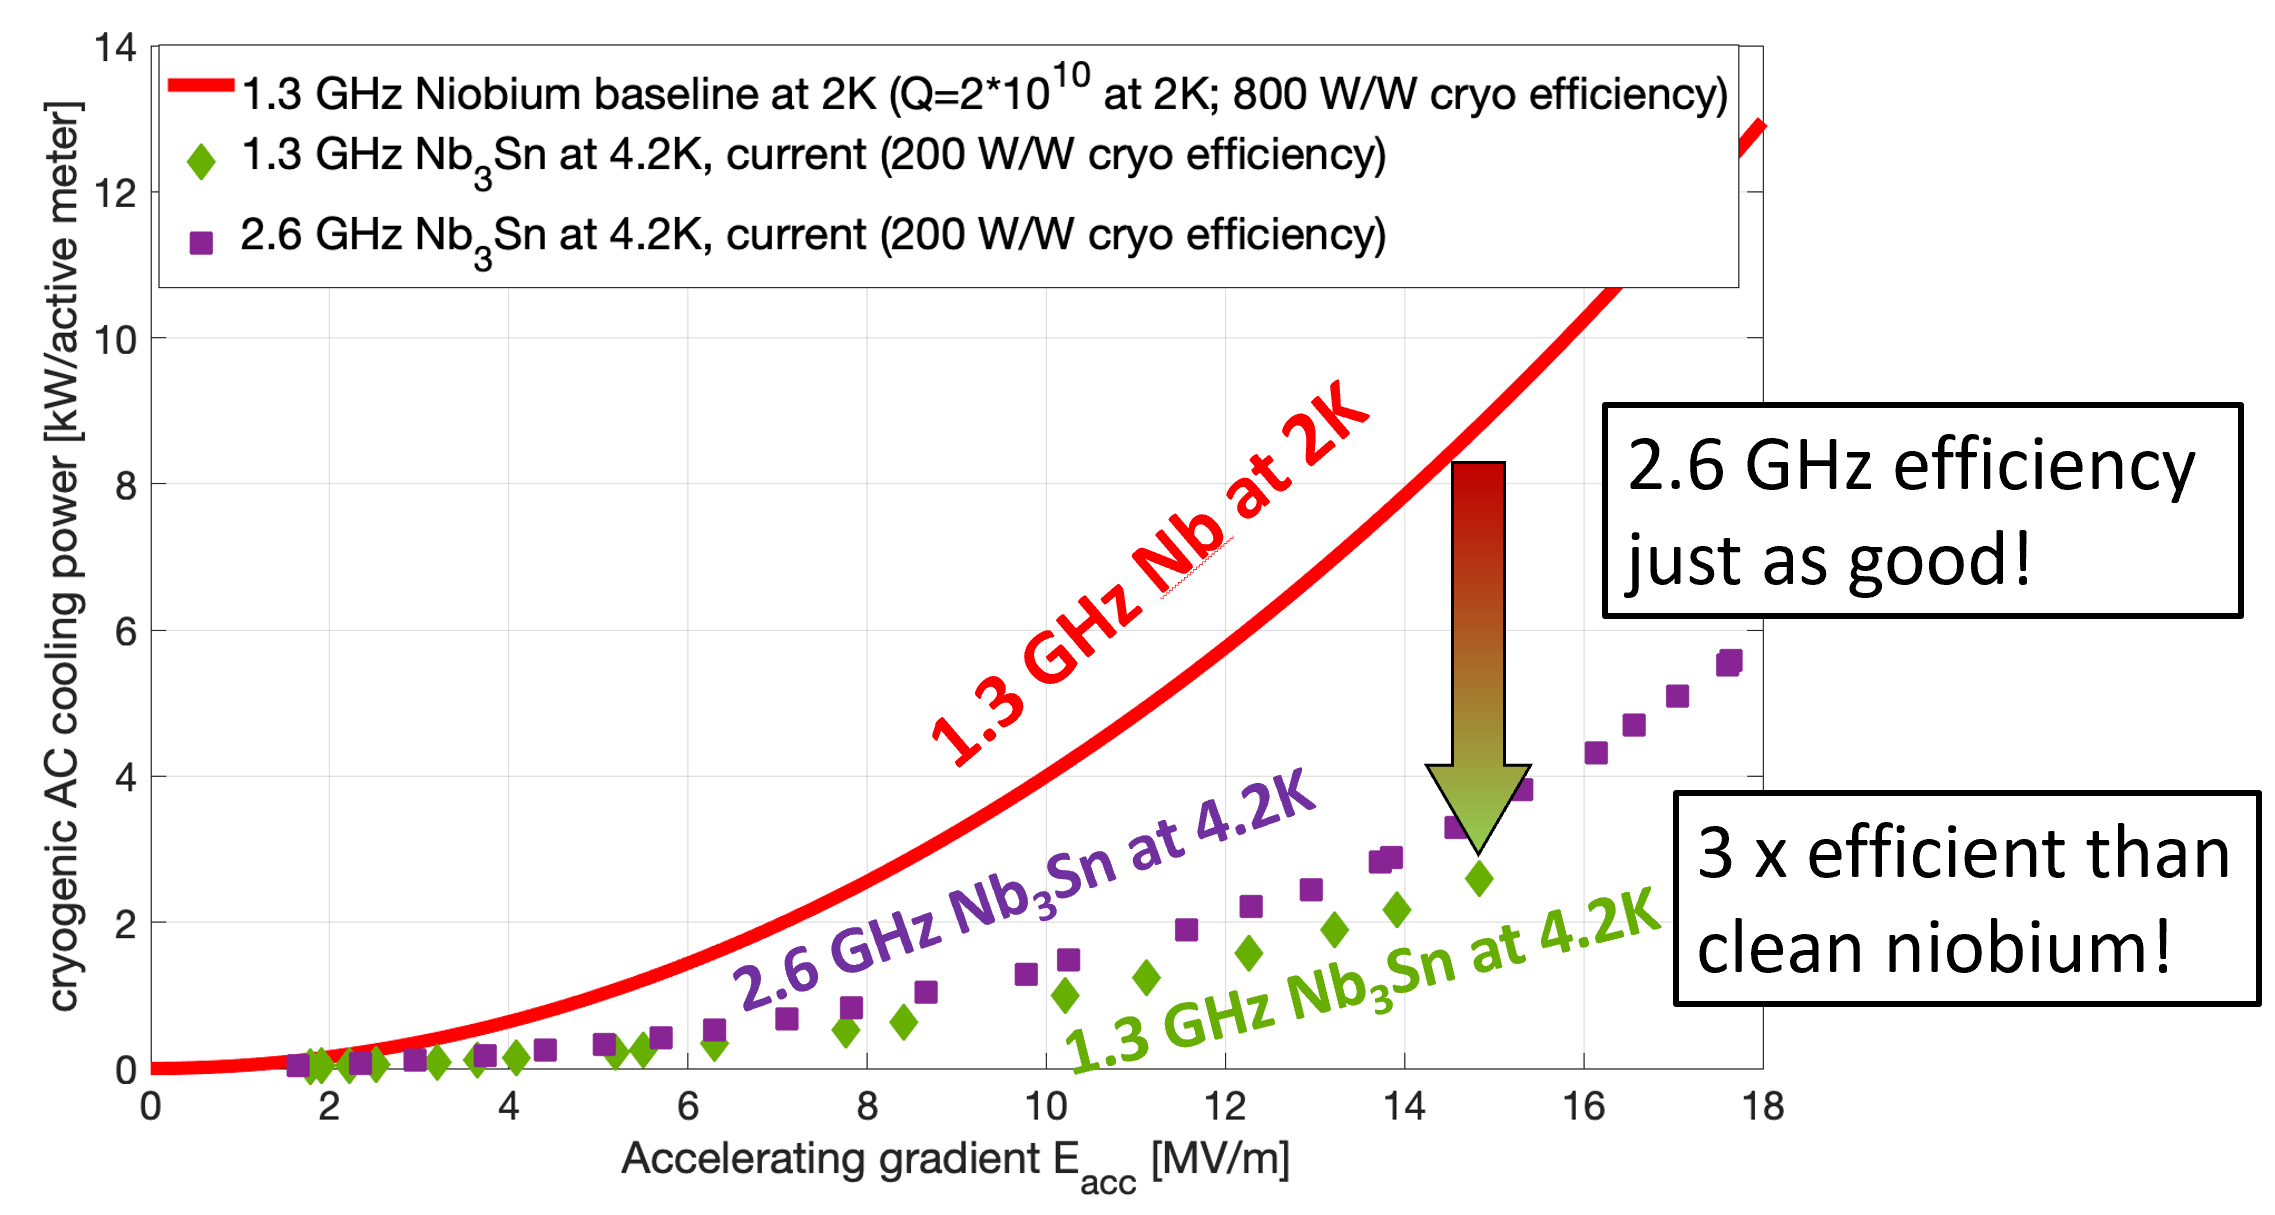 14
12
10
8
6
4
2
0
cryogenic AC cooling power [kW/active meter]
1.3 GHz Niobium baseline at 2K (Q=2*10^10 at 2K; 800 W/W cryo efficiency)
1.3 GHz Nb₃Sn at 4.2K, current (200 W/W cryo efficiency)
2.6 GHz Nb₃Sn at 4.2K, current (200 W/W cryo efficiency)
1.3 GHz Nb at 2K
2.6 GHz Nb₃Sn at 4.2K
1.3 GHz Nb₃Sn at 4.2K
2.6 GHz efficiency
just as good!
3 x efficient than
clean niobium!
0 2 4 6 8 10 12 14 16 18
Accelerating gradient E_acc [MV/m]